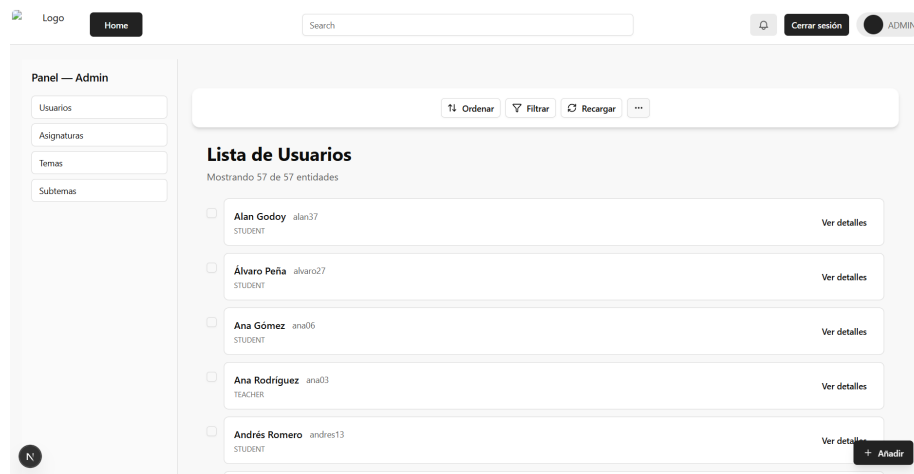 Logo
Home
Search
Cerrar sesión
ADMIN
Panel — Admin
Usuarios
Asignaturas
Temas
Subtemas
Ordenar
Filtrar
Recargar
...
Lista de Usuarios
Mostrando 57 de 57 entidades
Alan Godoy alan37
STUDENT
Ver detalles
Álvaro Peña alvaro27
STUDENT
Ver detalles
Ana Gómez ana06
STUDENT
Ver detalles
Ana Rodríguez ana03
TEACHER
Ver detalles
Andrés Romero andres13
STUDENT
Ver detalles
+ Añadir
N